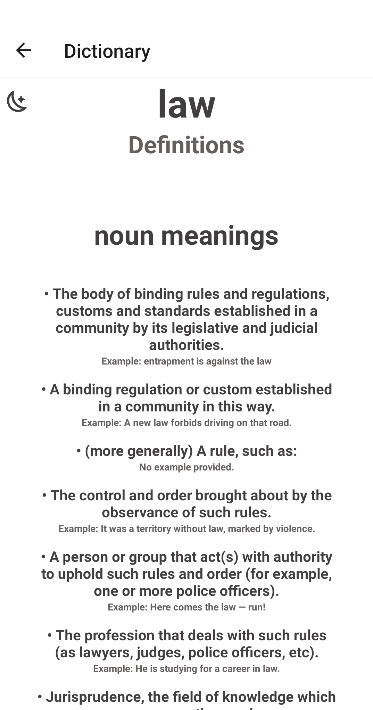 Dictionary
law
Definitions
noun meanings
• The body of binding rules and regulations,
customs and standards established in a
community by its legislative and judicial
authorities.
Example: entrapment is against the law
• A binding regulation or custom established
in a community in this way.
Example: A new law forbids driving on that road.
• (more generally) A rule, such as:
No example provided.
• The control and order brought about by the
observance of such rules.
Example: It was a territory without law, marked by violence.
• A person or group that act(s) with authority
to uphold such rules and order (for example,
one or more police officers).
Example: Here comes the law — run!
• The profession that deals with such rules
(as lawyers, judges, police officers, etc).
Example: He is studying for a career in law.
• Jurisprudence, the field of knowledge which